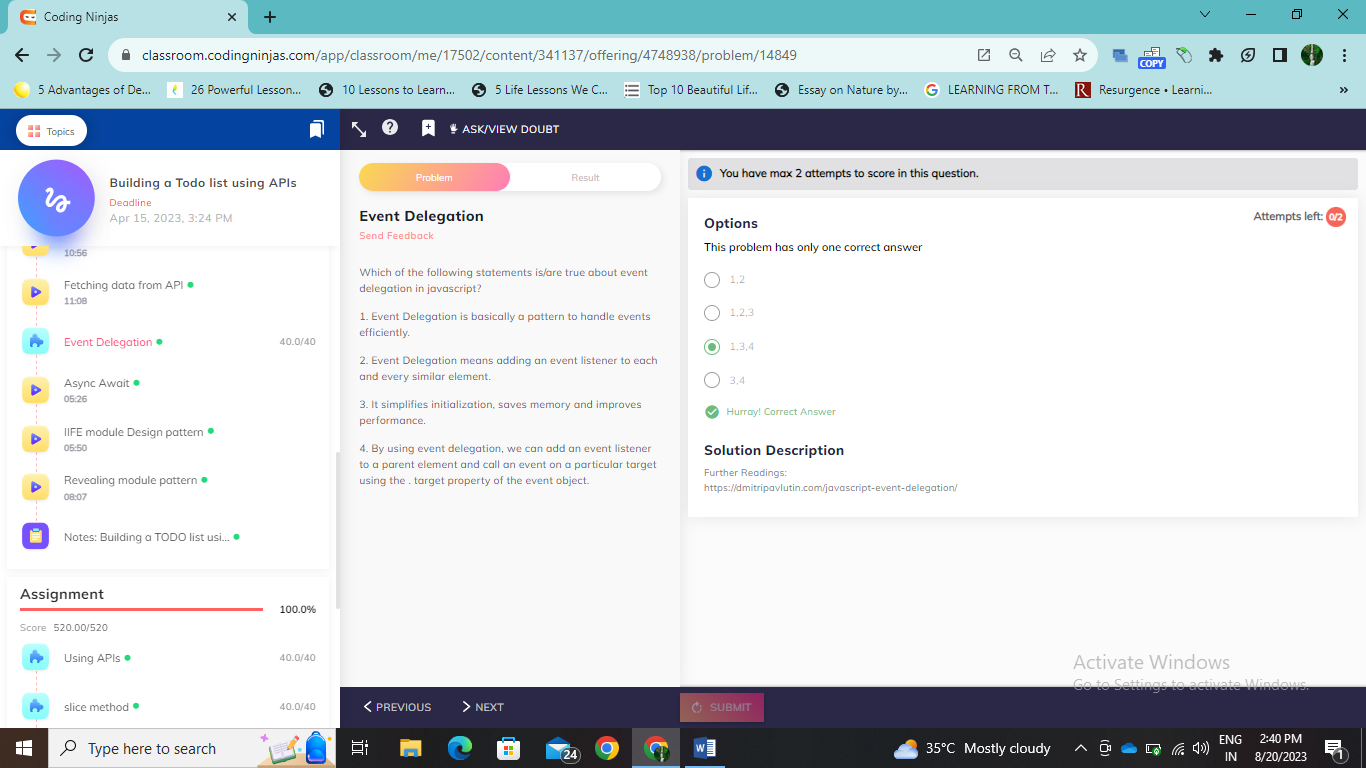 Coding Ninjas
classroom.codingninjas.com/app/classroom/me/17502/content/341137/offering/4748938/problem/14849
COPY
5 Advantages of De...
26 Powerful Lesson...
10 Lessons to Learn...
5 Life Lessons We C...
Top 10 Beautiful Lif...
Essay on Nature by...
LEARNING FROM T...
Resurgence • Learni...
»
Topics
ASK/VIEW DOUBT
Building a Todo list using APIs
Deadline
Apr 15, 2023, 3:24 PM
10:56
Fetching data from API
11:08
Event Delegation
40.0/40
Async Await
05:26
IIFE module Design pattern
05:50
Revealing module pattern
08:07
Notes: Building a TODO list usi...
Assignment
100.0%
Score 520.00/520
Using APIs
40.0/40
slice method
40.0/40
Problem
Result
Event Delegation
Send Feedback
Which of the following statements is/are true about event
delegation in javascript?
1. Event Delegation is basically a pattern to handle events
efficiently.
2. Event Delegation means adding an event listener to each
and every similar element.
3. It simplifies initialization, saves memory and improves
performance.
4. By using event delegation, we can add an event listener
to a parent element and call an event on a particular target
using the . target property of the event object.
You have max 2 attempts to score in this question.
Options
Attempts left: 0/2
This problem has only one correct answer
1,2
1,2,3
1,3,4
3,4
Hurray! Correct Answer
Solution Description
Further Readings:
https://dmitripavlutin.com/javascript-event-delegation/
Activate Windows
Go to Settings to activate Windows.
PREVIOUS
NEXT
SUBMIT
Type here to search
24
35°C Mostly cloudy
ENG
IN
2:40 PM
8/20/2023
1